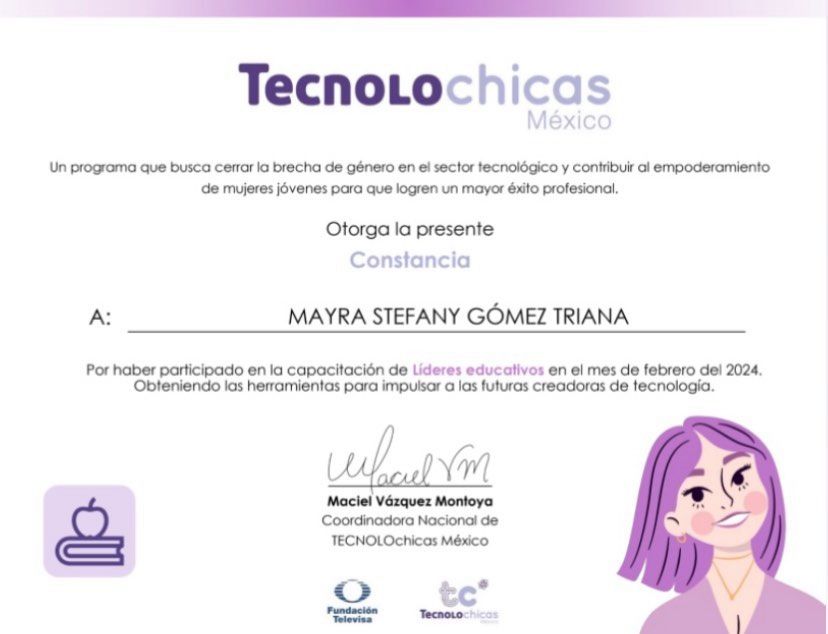 Tecnolochicas
México
Un programa que busca cerrar la brecha de género en el sector tecnológico y contribuir al empoderamiento
de mujeres jóvenes para que logren un mayor éxito profesional.
Otorga la presente
Constancia
A: MAYRA STEFANY GÓMEZ TRIANA
Por haber participado en la capacitación de Líderes educativos en el mes de febrero del 2024.
Obteniendo las herramientas para impulsar a las futuras creadoras de tecnología.
Maciel VM
Maciel Vázquez Montoya
Coordinadora Nacional de
TECNOLOchicas México
Fundación
Televisa
tc
Tecnolochicas
México